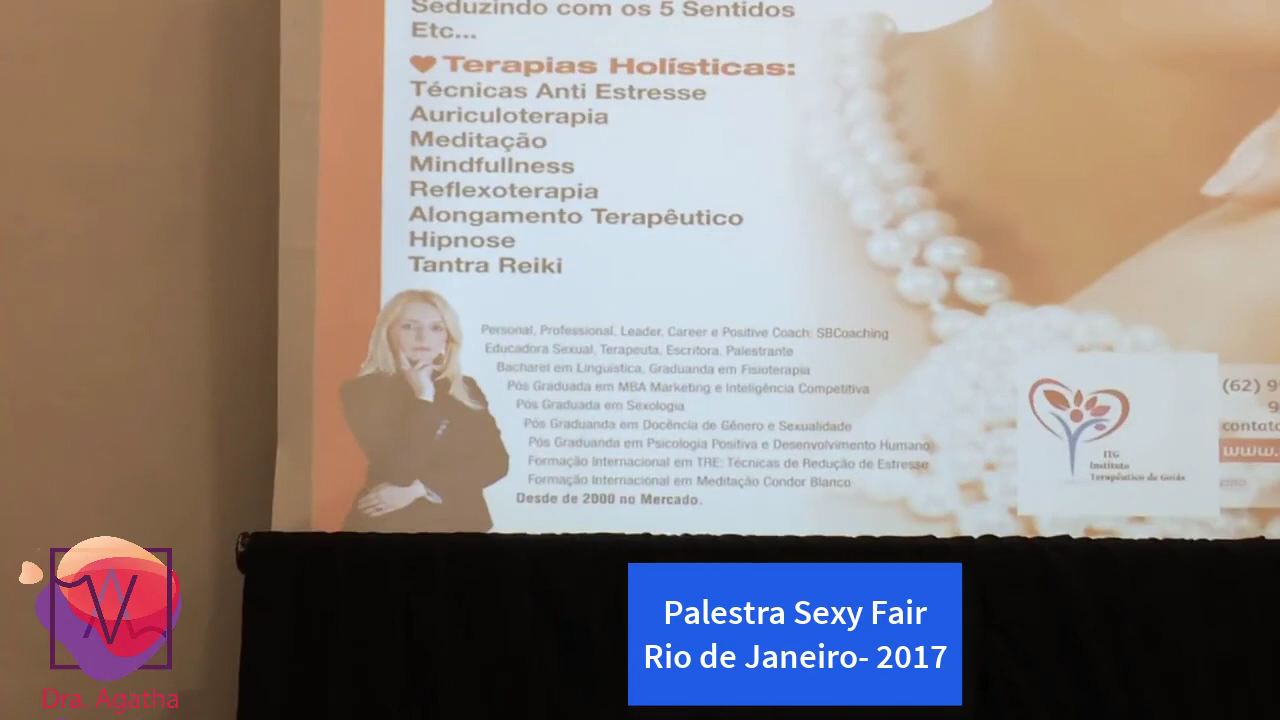 Seduzindo com os 5 Sentidos
Etc...
Terapias Holísticas:
Técnicas Anti Estresse
Auriculoterapia
Meditação
Mindfullness
Reflexoterapia
Alongamento Terapêutico
Hipnose
Tantra Reiki
Personal, Professional, Leader, Career e Positive Coach: SBCoaching
Educadora Sexual, Terapeuta, Escritora, Palestrante
Bacharel em Linguistica, Graduanda em Fisioterapia
Pós Graduada em MBA Marketing e Inteligência Competitiva
Pós Graduada em Sexologia
Pós Graduanda em Docência de Gênero e Sexualidade
Pós Graduanda em Psicologia Positiva e Desenvolvimento Humano
Formação Internacional em TRE: Técnicas de Redução de Estresse
Formação Internacional em Meditação Condor Blanco
Desde de 2000 no Mercado.
ITG
Instituto
Terapêutico de Goiás
(62) 9
9
contato
www.
Dra. Agatha
Palestra Sexy Fair
Rio de Janeiro- 2017